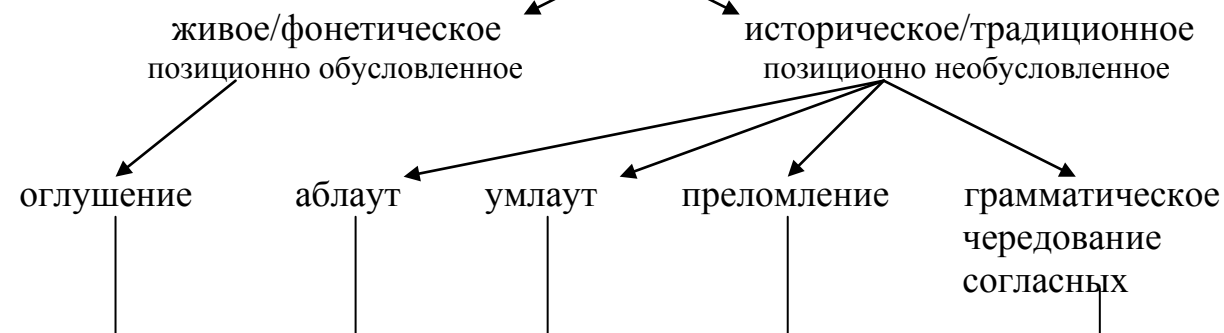 живое/фонетическое историческое/традиционное
позиционно обусловленное позиционно необусловленное
оглушение аблаут умлаут преломление грамматическое
чередование
согласных